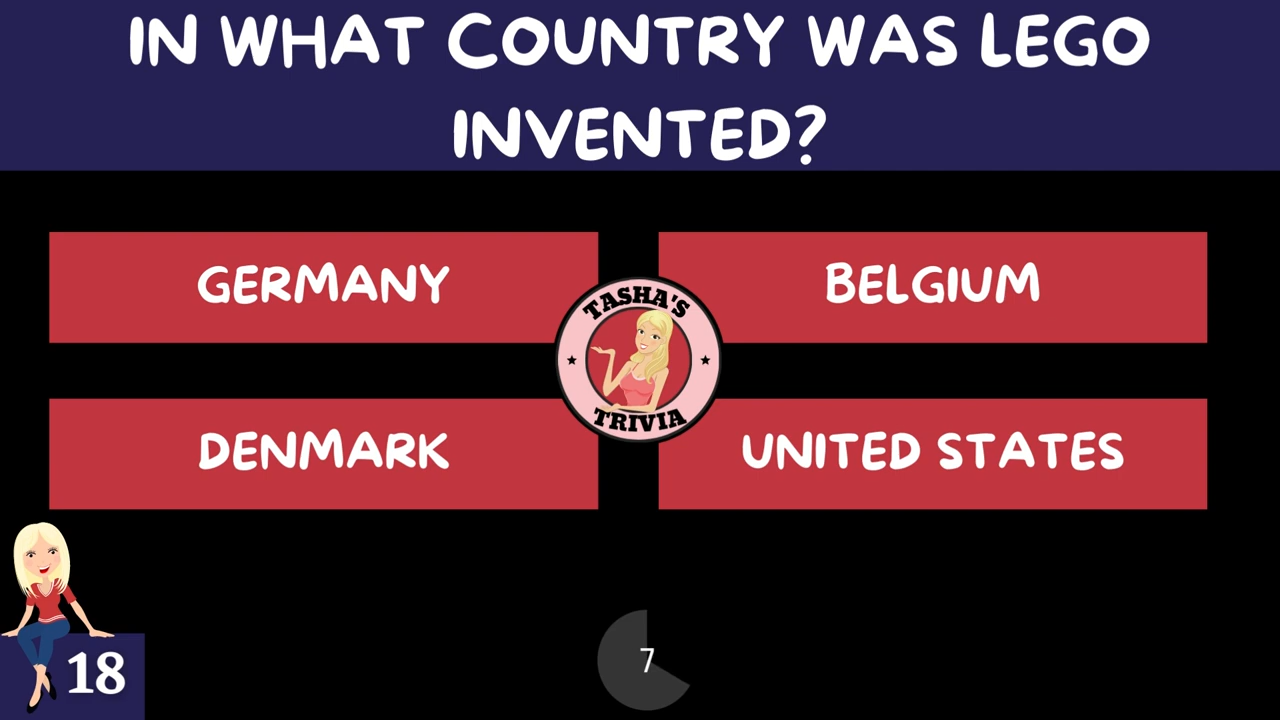 IN WHAT COUNTRY WAS LEGO
INVENTED?
GERMANY
BELGIUM
TASHA'S
TRIVIA
DENMARK
UNITED STATES
18
7